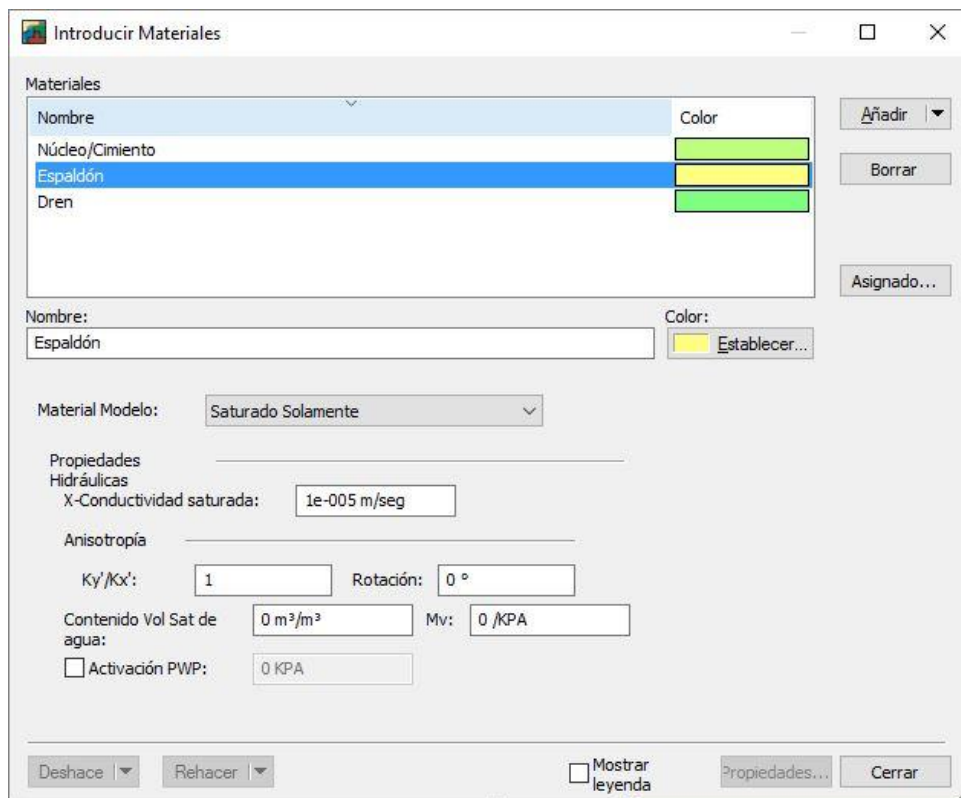 Introducir Materiales
Materiales
Nombre Color
Núcleo/Cimiento
Espaldón
Dren
Añadir
Borrar
Asignado...
Nombre: Color:
Espaldón Establecer...
Material Modelo: Saturado Solamente
Propiedades
Hidráulicas
X-Conductividad saturada: 1e-005 m/seg
Anisotropía
Ky'/Kx': 1 Rotación: 0 °
Contenido Vol Sat de
agua: 0 m³/m³ Mv: 0 /KPA
Activación PWP: 0 KPA
Deshace Rehacer Mostrar
leyenda Propiedades... Cerrar